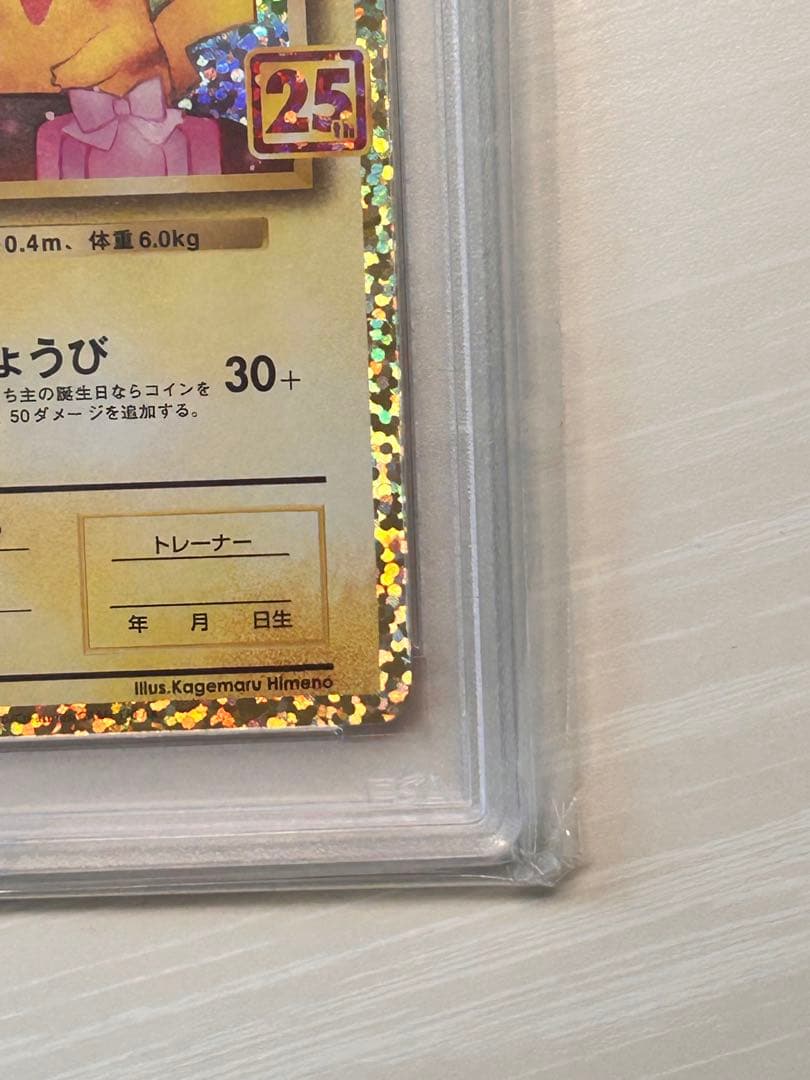 25th
0.4m、体重6.0kg
ょうび
30+
ち主の誕生日ならコインを
50ダメージを追加する。
トレーナー
年 月 日生
Illus.Kagemaru Himeno